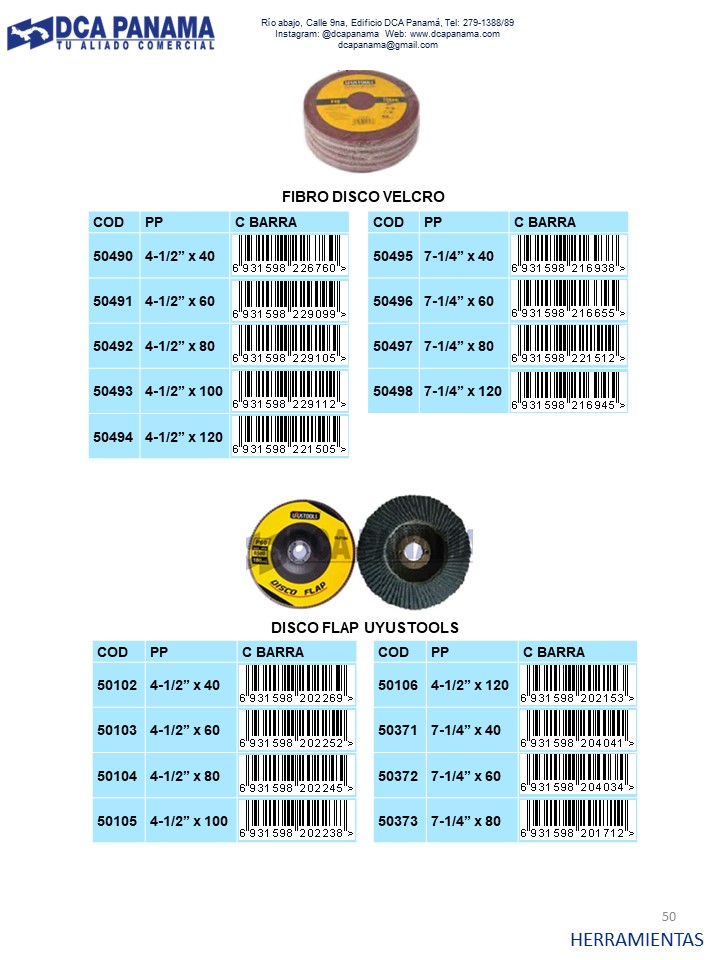 DCA PANAMA
TU ALIADO COMERCIAL
Río abajo, Calle 9na, Edificio DCA Panamá, Tel: 279-1388/89
Instagram: @dcapanama Web: www.dcapanama.com
dcapanama@gmail.com
UYUSTOOLS
FIBRO DISCO VELCRO
COD PP C BARRA
50490 4-1/2” x 40 6 931598 226760 >
50491 4-1/2” x 60 6 931598 229099 >
50492 4-1/2” x 80 6 931598 229105 >
50493 4-1/2” x 100 6 931598 229112 >
50494 4-1/2” x 120 6 931598 221505 >
COD PP C BARRA
50495 7-1/4” x 40 6 931598 216938 >
50496 7-1/4” x 60 6 931598 216655 >
50497 7-1/4” x 80 6 931598 221512 >
50498 7-1/4” x 120 6 931598 216945 >
UYUSTOOLS
DISCO FLAP
DCA PANAMA
DISCO FLAP UYUSTOOLS
COD PP C BARRA
50102 4-1/2” x 40 6 931598 202269 >
50103 4-1/2” x 60 6 931598 202252 >
50104 4-1/2” x 80 6 931598 202245 >
50105 4-1/2” x 100 6 931598 202238 >
COD PP C BARRA
50106 4-1/2” x 120 6 931598 202153 >
50371 7-1/4” x 40 6 931598 204041 >
50372 7-1/4” x 60 6 931598 204034 >
50373 7-1/4” x 80 6 931598 201712 >
50
HERRAMIENTAS